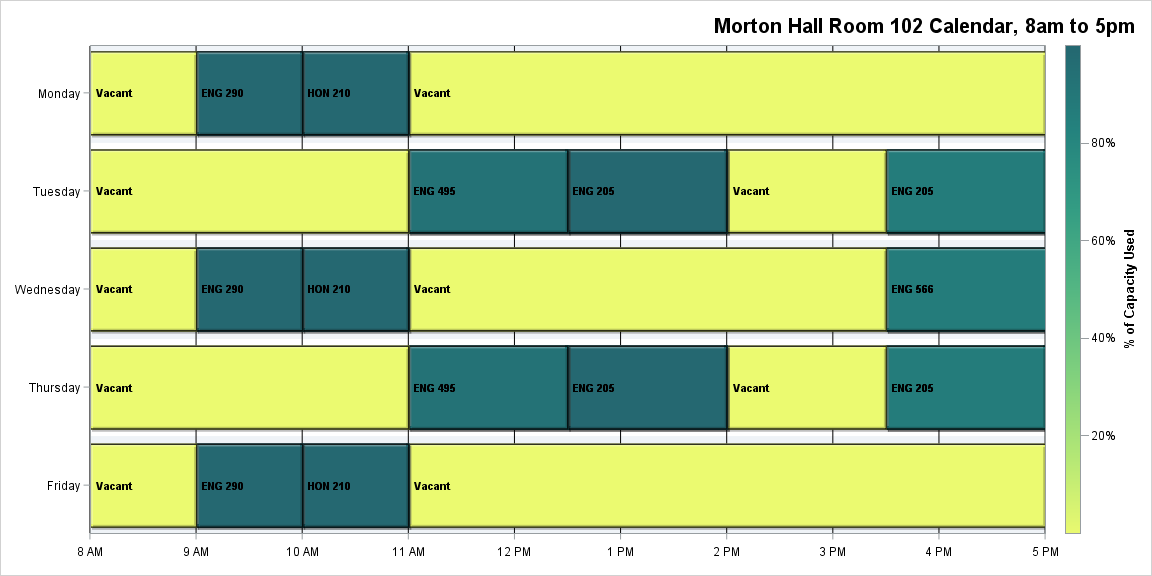 Morton Hall Room 102 Calendar, 8am to 5pm
Monday Vacant ENG 290 HON 210 Vacant
Tuesday Vacant ENG 495 ENG 205 Vacant ENG 205
Wednesday Vacant ENG 290 HON 210 Vacant ENG 566
Thursday Vacant ENG 495 ENG 205 Vacant ENG 205
Friday Vacant ENG 290 HON 210 Vacant
8 AM 9 AM 10 AM 11 AM 12 PM 1 PM 2 PM 3 PM 4 PM 5 PM
80%
60%
40%
20%
% of Capacity Used